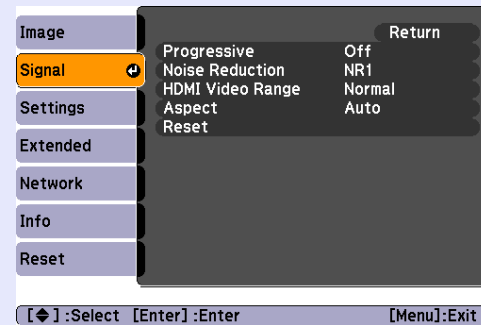 Image
Signal
Settings
Extended
Network
Info
Reset
Return
Progressive Off
Noise Reduction NR1
HDMI Video Range Normal
Aspect Auto
Reset
[◆] :Select [Enter] :Enter [Menu]:Exit